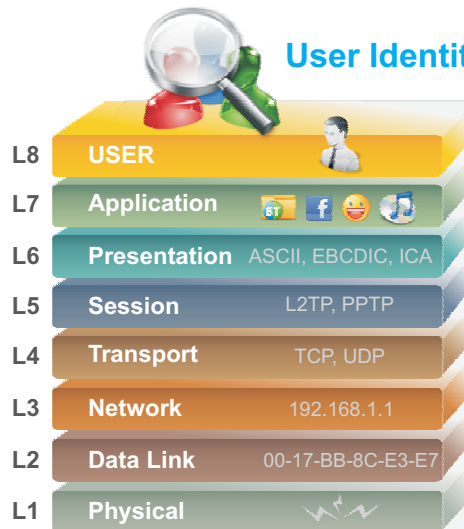 User Identit
L8 USER
L7 Application BT f
L6 Presentation ASCII, EBCDIC, ICA
L5 Session L2TP, PPTP
L4 Transport TCP, UDP
L3 Network 192.168.1.1
L2 Data Link 00-17-BB-8C-E3-E7
L1 Physical